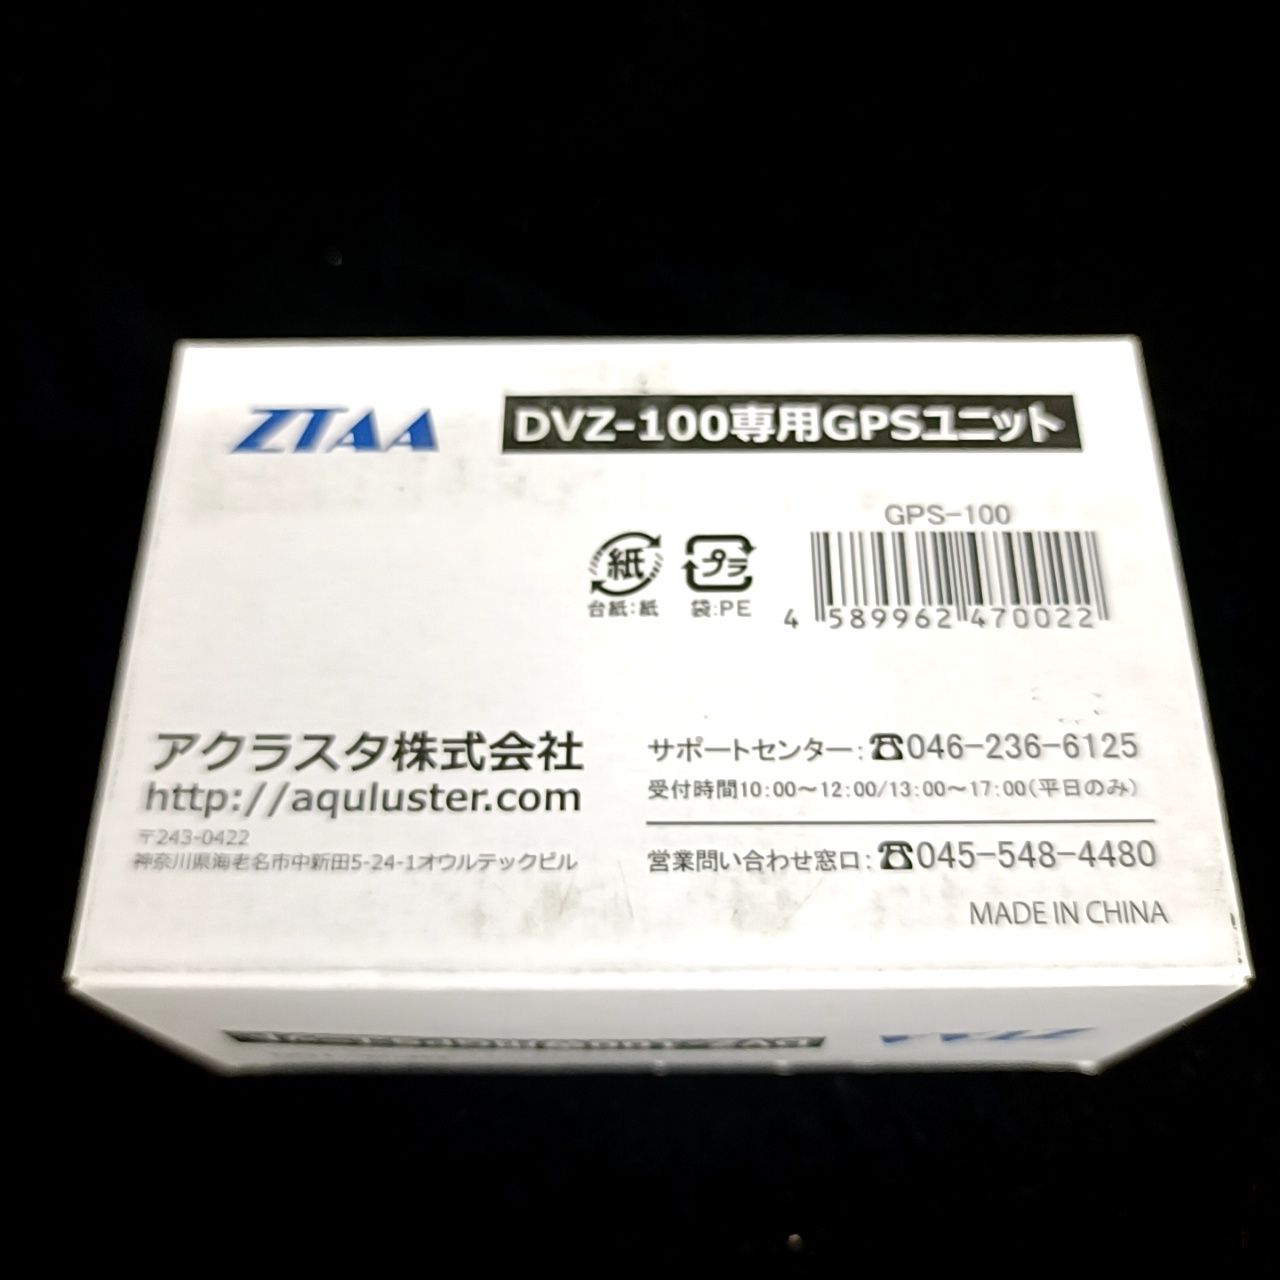 ZTAA
DVZ-100専用GPSユニット
GPS-100
紙
プラ
台紙:紙
袋:PE
4 589962 470022
アクラスタ株式会社
http://aquluster.com
〒243-0422
神奈川県海老名市中新田5-24-1オウルテックビル
サポートセンター:☎046-236-6125
受付時間10:00～12:00/13:00～17:00(平日のみ)
営業問い合わせ窓口:☎045-548-4480
MADE IN CHINA
ZTAA